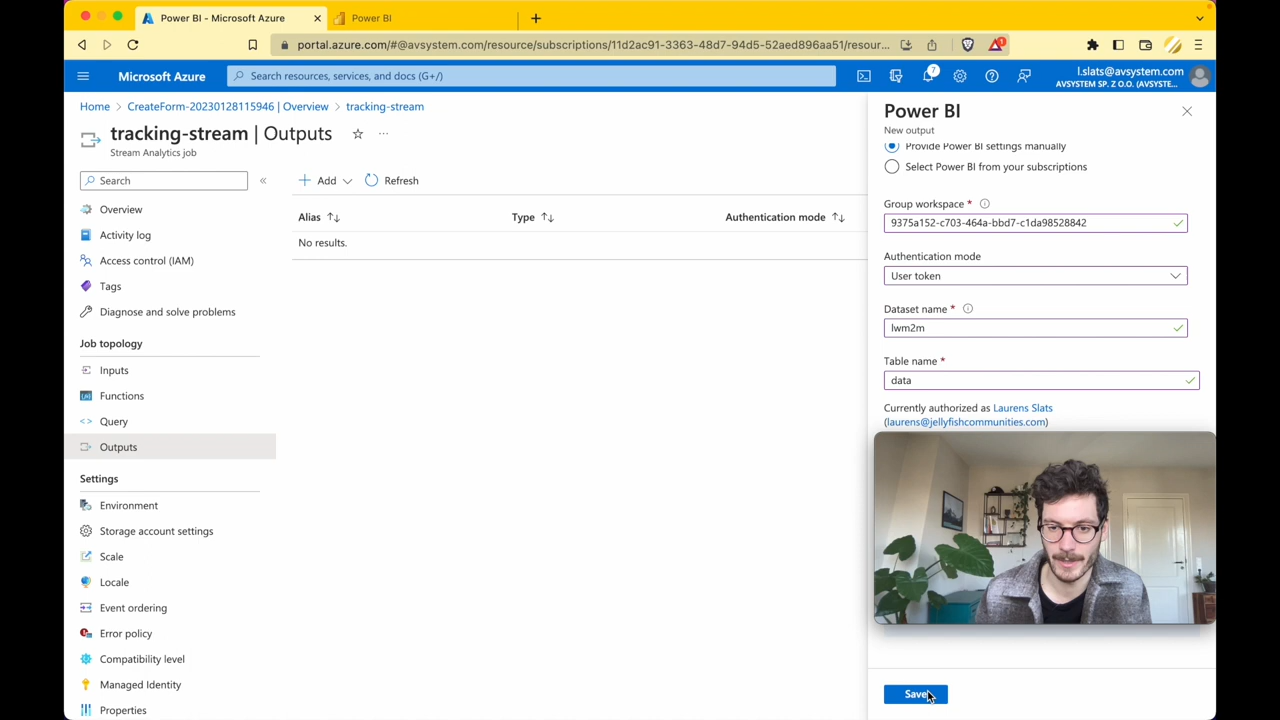 Power BI - Microsoft Azure
Power BI
portal.azure.com/#@avsystem.com/resource/subscriptions/11d2ac91-3363-48d7-94d5-52aed896aa51/resour...
1
Microsoft Azure
Search resources, services, and docs (G+/)
7
l.slats@avsystem.com
AVSYSTEM SP. Z O.O. (AVSYSTE...
Home > CreateForm-20230128115946 | Overview > tracking-stream
tracking-stream | Outputs
Stream Analytics job
Search
Overview
Activity log
Access control (IAM)
Tags
Diagnose and solve problems
Job topology
Inputs
Functions
Query
Outputs
Settings
Environment
Storage account settings
Scale
Locale
Event ordering
Error policy
Compatibility level
Managed Identity
Properties
Add
Refresh
Alias
Type
Authentication mode
No results.
Power BI
New output
Provide Power BI settings manually
Select Power BI from your subscriptions
Group workspace *
9375a152-c703-464a-bbd7-c1da98528842
Authentication mode
User token
Dataset name *
lwm2m
Table name *
data
Currently authorized as Laurens Slats
(laurens@jellyfishcommunities.com)
Save